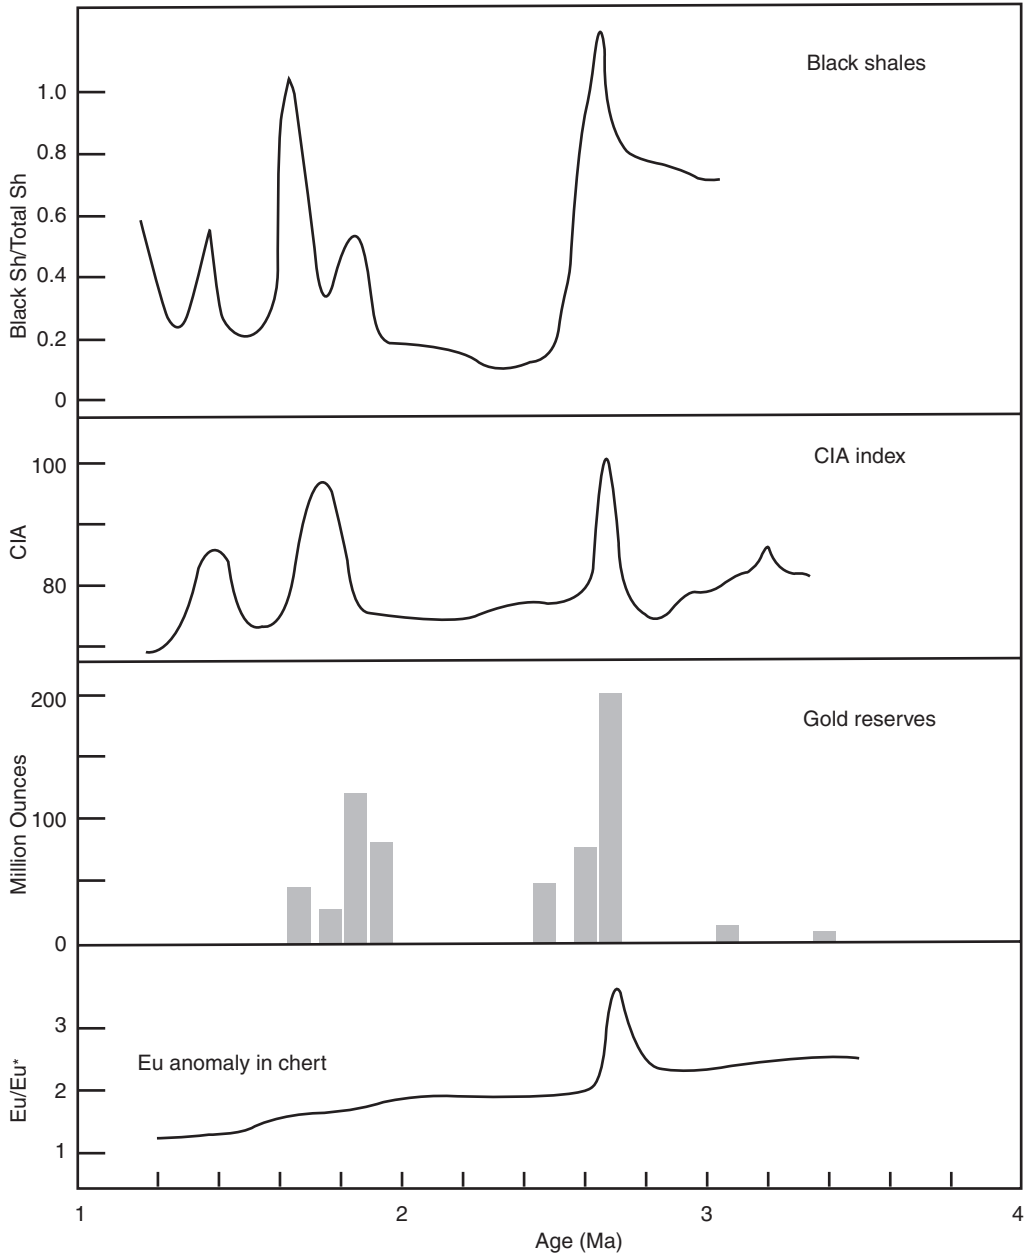 Black shales
1.0
0.8
0.6
0.4
0.2
0
Black Sh/Total Sh
CIA index
100
80
CIA
Gold reserves
200
100
0
Million Ounces
Eu anomaly in chert
3
2
1
Eu/Eu*
1 2 3 4
Age (Ma)